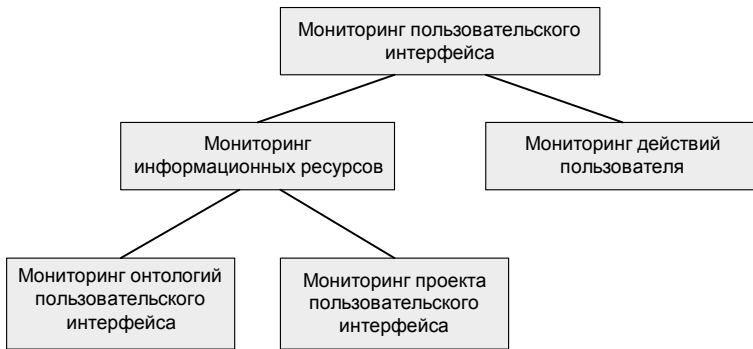 Мониторинг пользовательского
интерфейса
Мониторинг
информационных ресурсов
Мониторинг действий
пользователя
Мониторинг онтологий
пользовательского
интерфейса
Мониторинг проекта
пользовательского
интерфейса